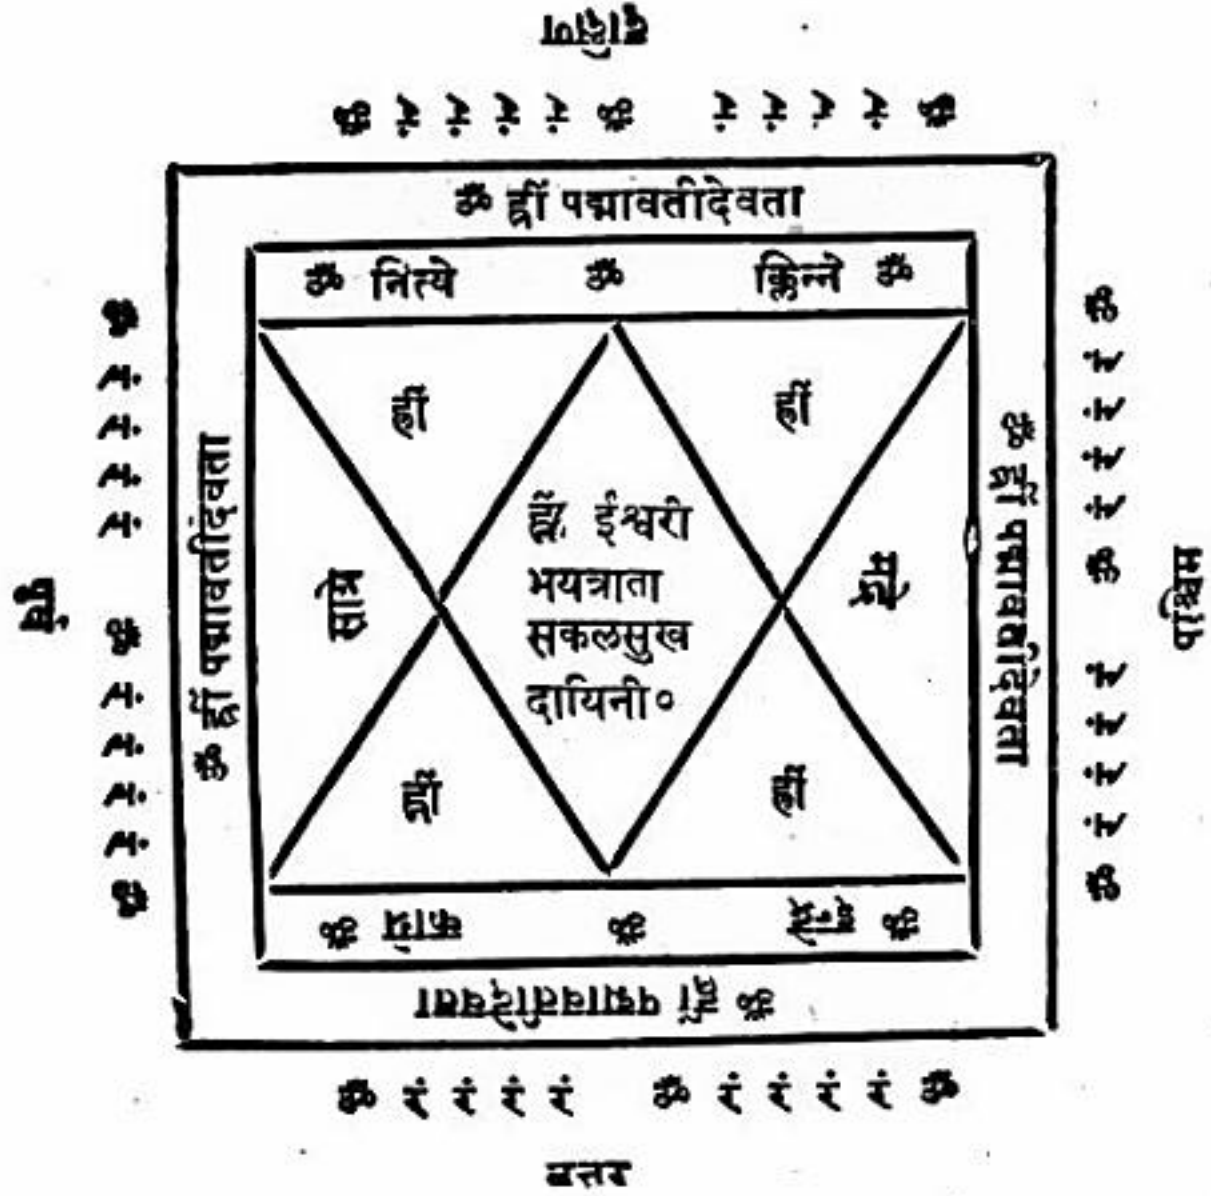 दक्षिण
ॐ रं रं रं रं ॐ रं रं रं रं ॐ
ॐ ह्रीं पद्मावतीदेवता
ॐ नित्ये ॐ क्लिन्ने ॐ
ह्रीं ह्रीं
ॐ रं रं रं रं ॐ रं रं रं रं ॐ
पूर्व
ॐ ह्रीं पद्मावतीदेवता
ईश्वरी
भयत्राता
सकलसुख
दायिनी०
ॐ ह्रीं पद्मावतीदेवता
ॐ रं रं रं रं ॐ रं रं रं रं ॐ
पश्चिम
ह्रीं ह्रीं
ॐ ॐ ॐ
ॐ ह्रीं पद्मावतीदेवता
ॐ रं रं रं रं ॐ रं रं रं रं ॐ
उत्तर